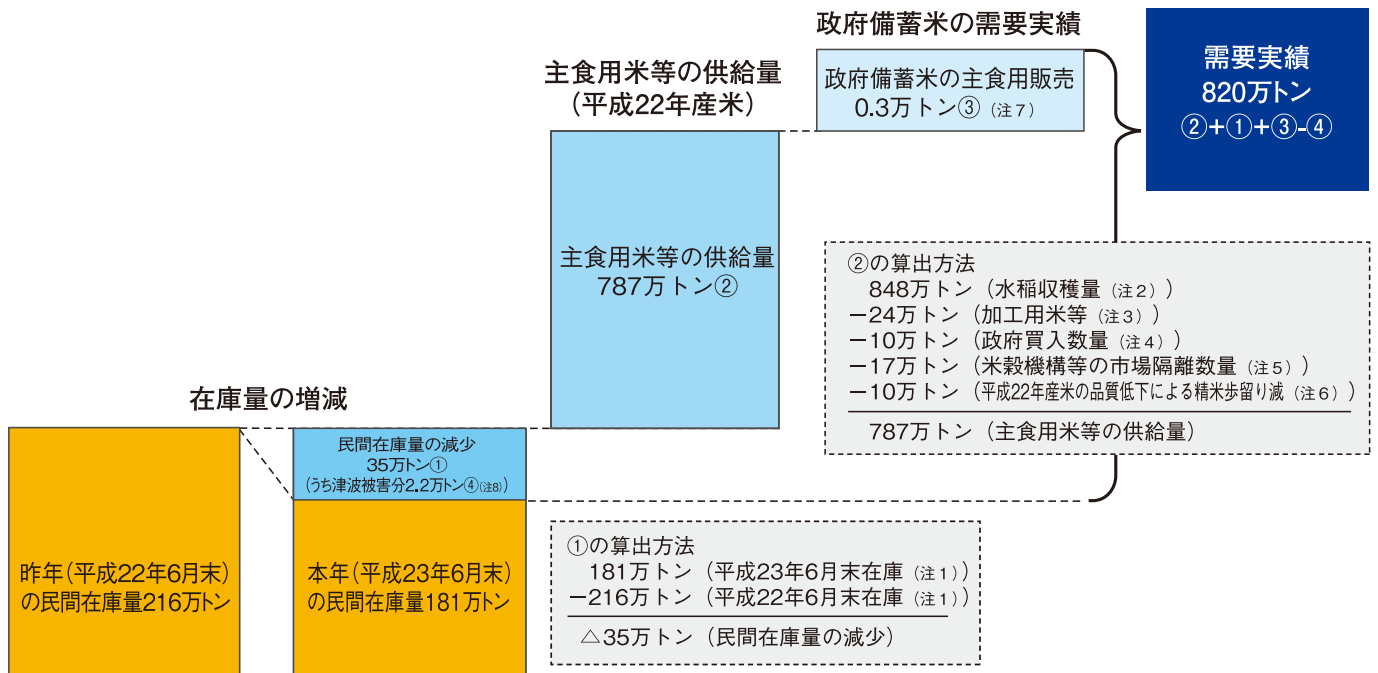 政府備蓄米の需要実績
政府備蓄米の主食用販売
0.3万トン③（注７）
需要実績
820万トン
②+①+③-④
主食用米等の供給量
（平成22年産米）
主食用米等の供給量
787万トン②
②の算出方法
848万トン（水稲収穫量（注２）
−24万トン（加工用米等（注３）
−10万トン（政府買入数量（注４）
−17万トン（米穀機構等の市場隔離数量（注５）
−10万トン（平成22年産米の品質低下による精米歩留り減（注６）
787万トン（主食用米等の供給量）
在庫量の増減
昨年（平成22年6月末）
の民間在庫量216万トン
民間在庫量の減少
35万トン①
（うち津波被害分2.2万トン④（注8）
本年（平成23年6月末）
の民間在庫量181万トン
①の算出方法
181万トン（平成23年6月末在庫（注１）
−216万トン（平成22年6月末在庫（注１）
△35万トン（民間在庫量の減少）